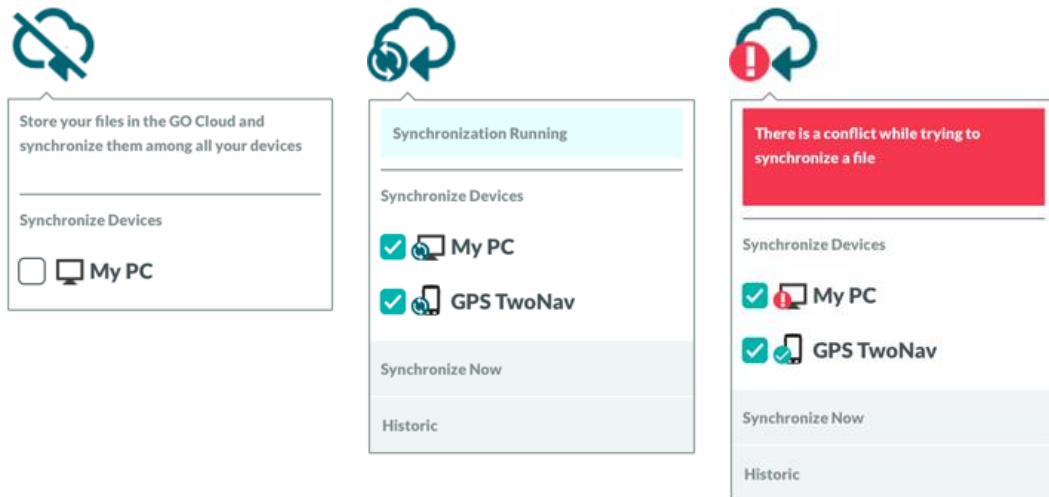 Store your files in the GO Cloud and
synchronize them among all your devices
Synchronize Devices
My PC
Synchronization Running
Synchronize Devices
My PC
GPS TwoNav
Synchronize Now
Historic
There is a conflict while trying to
synchronize a file
Synchronize Devices
My PC
GPS TwoNav
Synchronize Now
Historic